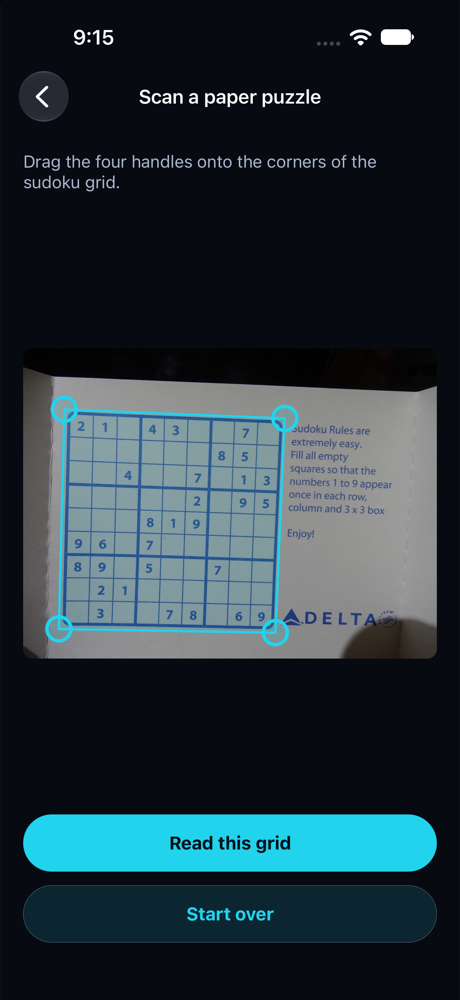 9:15
Scan a paper puzzle
Drag the four handles onto the corners of the
sudoku grid.
2 1 4 3 7
8 5
4 7 1 3
2 9 5
8 1 9
9 6 7
8 9 5 7
2 1
3 7 8 6 9
Sudoku Rules are
extremely easy.
Fill all empty
squares so that the
numbers 1 to 9 appear
once in each row,
column and 3 x 3 box
Enjoy!
DELTA
Read this grid
Start over